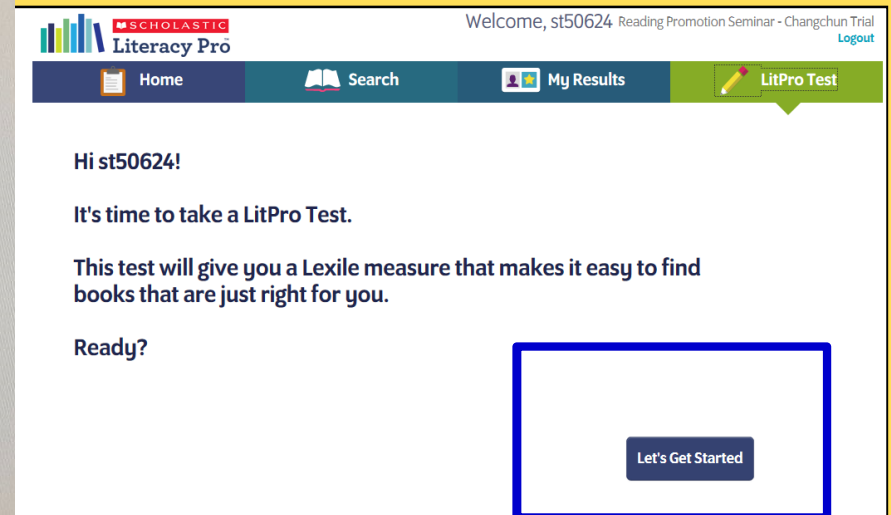 SCHOLASTIC
Literacy Pro™
Welcome, st50624 Reading Promotion Seminar - Changchun Trial
Logout
Home
Search
My Results
LitPro Test
Hi st50624!
It's time to take a LitPro Test.
This test will give you a Lexile measure that makes it easy to find
books that are just right for you.
Ready?
Let's Get Started